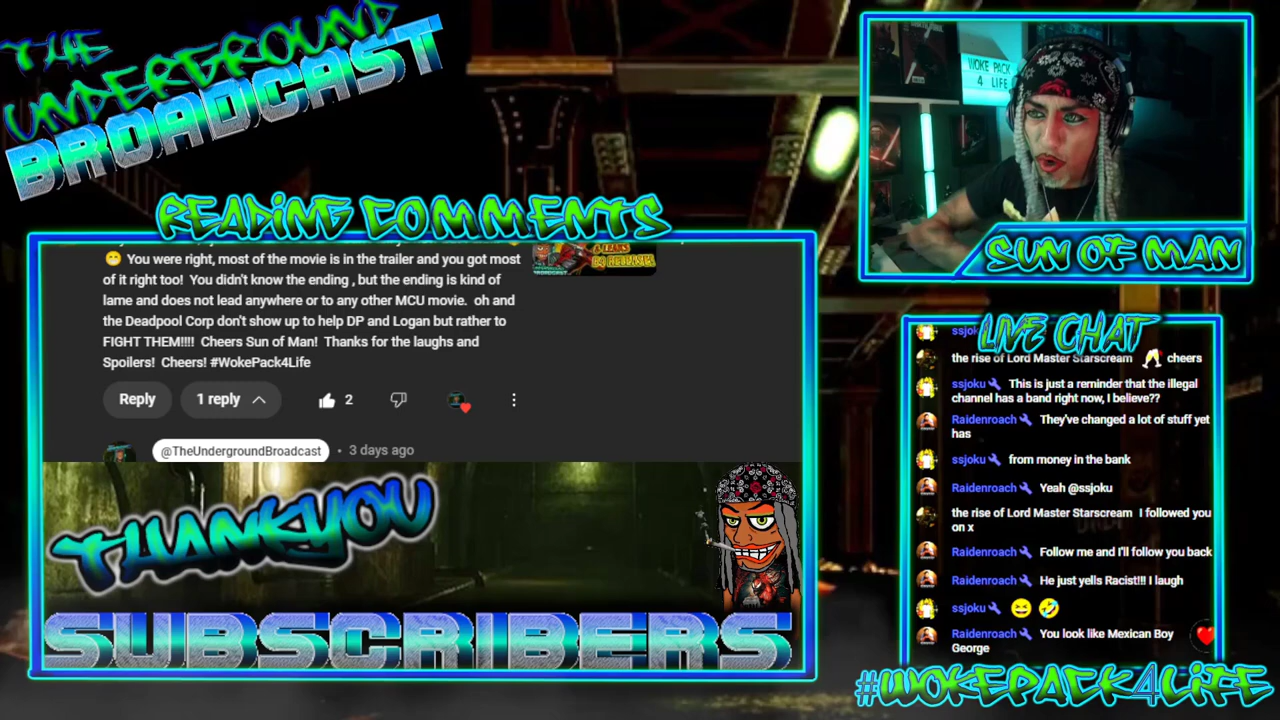 THE
UNDERGROUND
BROADCAST
READING COMMENTS
😁 You were right, most of the movie is in the trailer and you got most
of it right too! You didn't know the ending , but the ending is kind of
lame and does not lead anywhere or to any other MCU movie. oh and
the Deadpool Corp don't show up to help DP and Logan but rather to
FIGHT THEM!!!! Cheers Sun of Man! Thanks for the laughs and
Spoilers! Cheers! #WokePack4Life
Reply
1 reply
2
@TheUndergroundBroadcast • 3 days ago
THANKYOU
SUBSCRIBERS
WOKE PACK
4 LIFE
SUN OF MAN
LIVE CHAT
the rise of Lord Master Starscream 🥂 cheers
ssjoku This is just a reminder that the illegal
channel has a band right now, I believe??
Raidenroach They've changed a lot of stuff yet
has
ssjoku from money in the bank
Raidenroach Yeah @ssjoku
the rise of Lord Master Starscream I followed you
on x
Raidenroach Follow me and I'll follow you back
Raidenroach He just yells Racist!!! I laugh
ssjoku 😆 🤣
Raidenroach You look like Mexican Boy
George
#WOKEPACK4LIFE